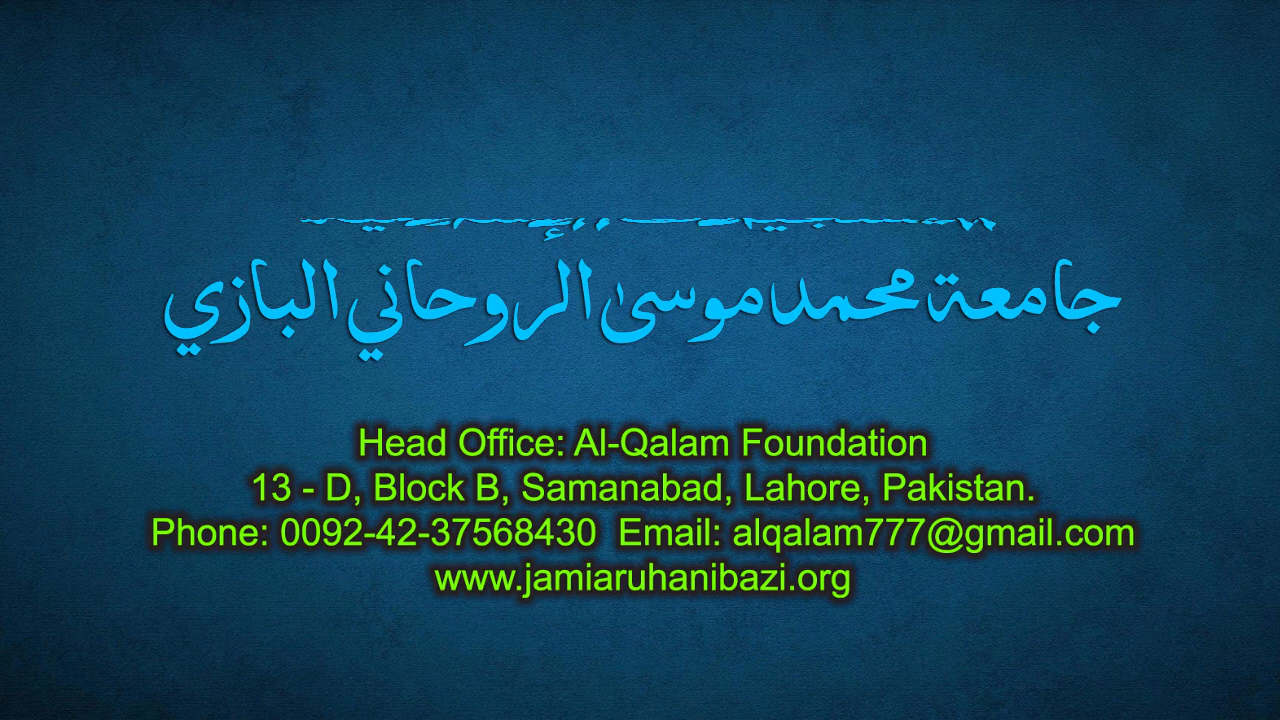 جامعة محمد موسىٰ الروحاني البازي
Head Office: Al-Qalam Foundation
13 - D, Block B, Samanabad, Lahore, Pakistan.
Phone: 0092-42-37568430 Email: alqalam777@gmail.com
www.jamiaruhanibazi.org